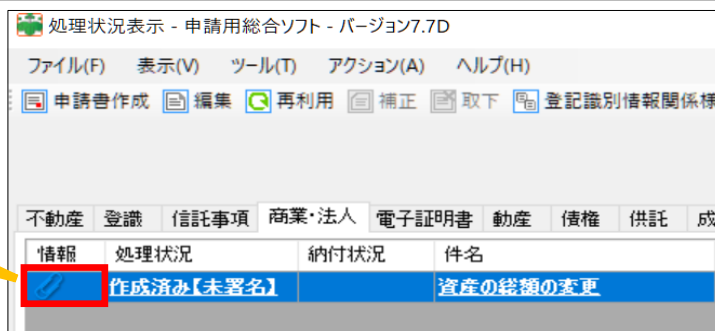 処理状況表示 - 申請用総合ソフト - バージョン7.7D
ファイル(F) 表示(V) ツール(T) アクション(A) ヘルプ(H)
申請書作成 編集 再利用 補正 取下 登記識別情報関係様
不動産 登識 信託事項 商業・法人 電子証明書 動産 債権 供託 成
情報 処理状況 納付状況 件名
作成済み【未署名】 資産の総額の変更